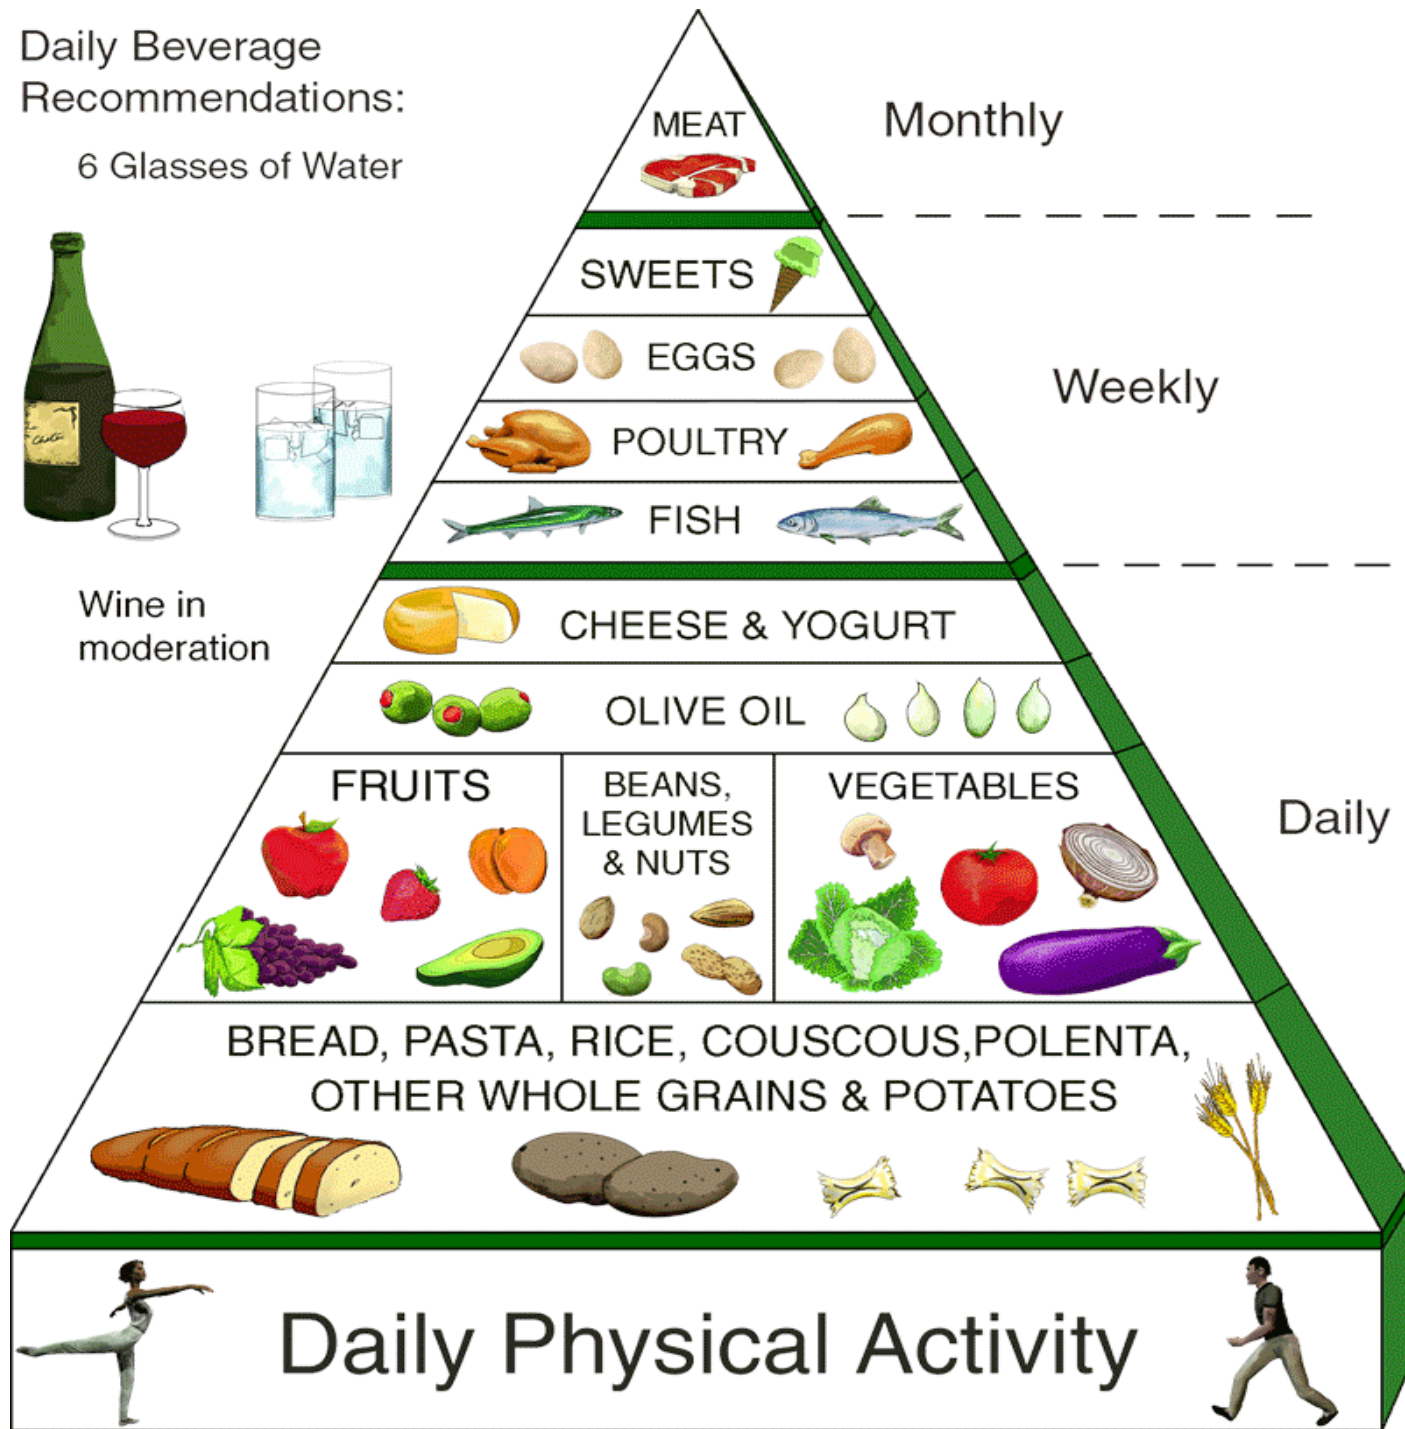 Daily Beverage
Recommendations:
6 Glasses of Water
Wine in
moderation
MEAT
Monthly
SWEETS
EGGS
Weekly
POULTRY
FISH
CHEESE & YOGURT
OLIVE OIL
FRUITS
BEANS,
LEGUMES
& NUTS
VEGETABLES
Daily
BREAD, PASTA, RICE, COUSCOUS,POLENTA,
OTHER WHOLE GRAINS & POTATOES
Daily Physical Activity